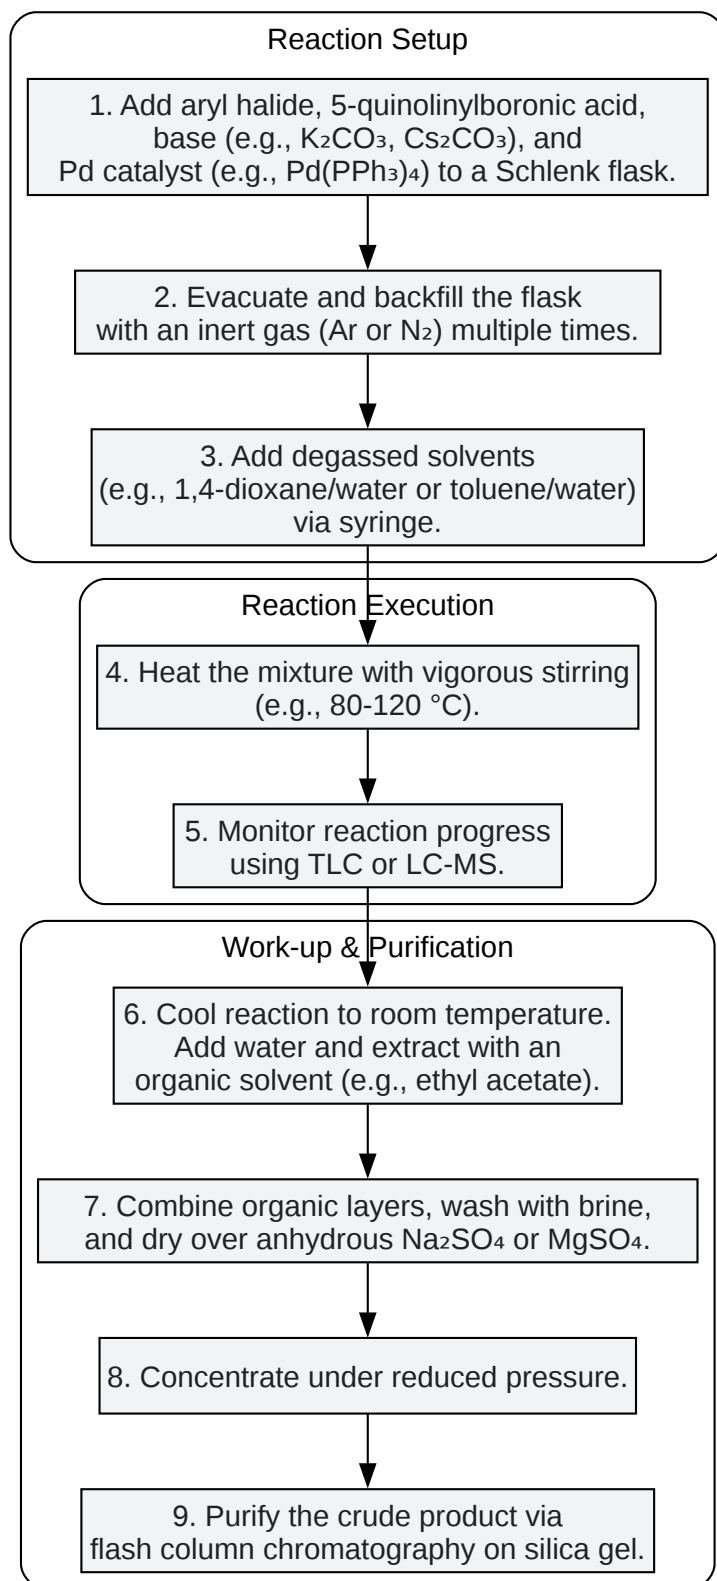 Reaction Setup
1. Add aryl halide, 5-quinolinylboronic acid,
base (e.g., K₂CO₃, Cs₂CO₃), and
Pd catalyst (e.g., Pd(PPh₃)₄) to a Schlenk flask.
2. Evacuate and backfill the flask
with an inert gas (Ar or N₂) multiple times.
3. Add degassed solvents
(e.g., 1,4-dioxane/water or toluene/water)
via syringe.
Reaction Execution
4. Heat the mixture with vigorous stirring
(e.g., 80-120 °C).
5. Monitor reaction progress
using TLC or LC-MS.
Work-up & Purification
6. Cool reaction to room temperature.
Add water and extract with an
organic solvent (e.g., ethyl acetate).
7. Combine organic layers, wash with brine,
and dry over anhydrous Na₂SO₄ or MgSO₄.
8. Concentrate under reduced pressure.
9. Purify the crude product via
flash column chromatography on silica gel.